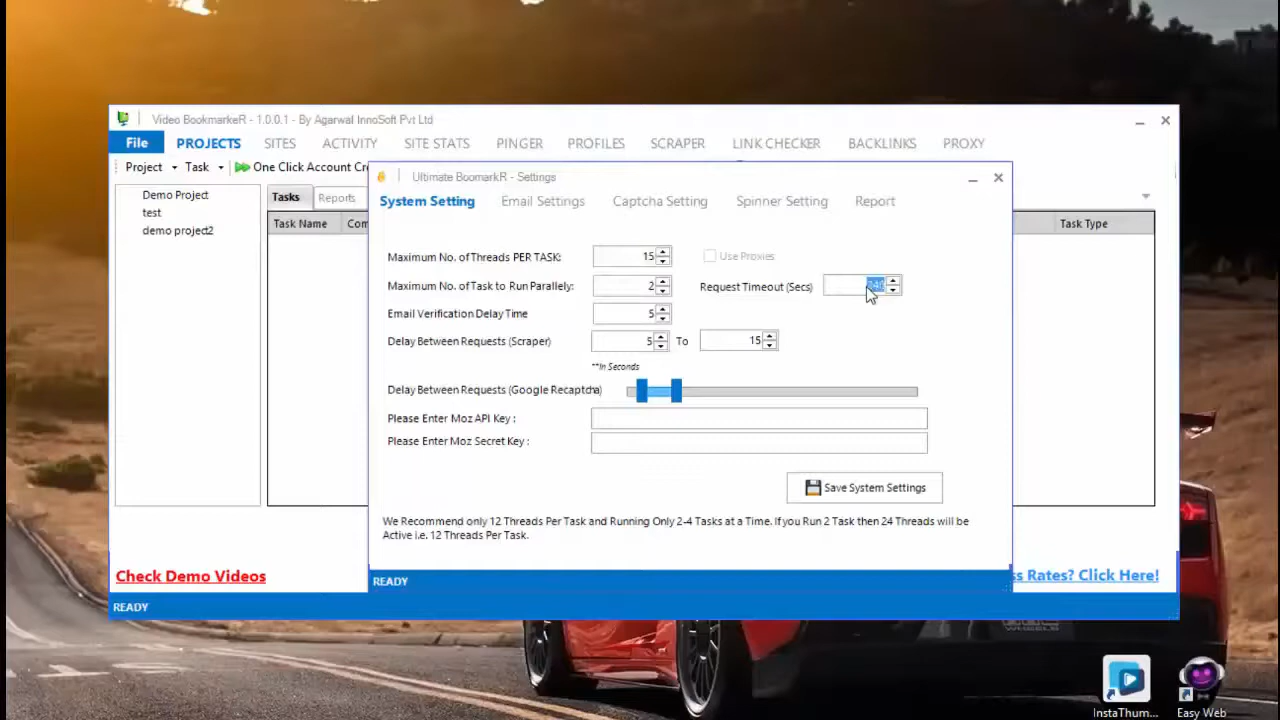 Video BookmarkeR - 1.0.0.1 - By Agarwal InnoSoft Pvt Ltd
File PROJECTS SITES ACTIVITY SITE STATS PINGER PROFILES SCRAPER LINK CHECKER BACKLINKS PROXY
Project Task One Click Account Cre
Ultimate BoomarkR - Settings
Demo Project
test
demo project2
Tasks Reports
Task Name Com Task Type
System Setting Email Settings Captcha Setting Spinner Setting Report
Maximum No. of Threads PER TASK: 15 Use Proxies
Maximum No. of Task to Run Parallely: 2 Request Timeout (Secs) 240
Email Verification Delay Time 5
Delay Between Requests (Scraper) 5 To 15
**In Seconds
Delay Between Requests (Google Recaptcha)
Please Enter Moz API Key :
Please Enter Moz Secret Key :
Save System Settings
We Recommend only 12 Threads Per Task and Running Only 2-4 Tasks at a Time. If you Run 2 Task then 24 Threads will be
Active i.e. 12 Threads Per Task.
READY
Check Demo Videos
ss Rates? Click Here!
READY
InstaThum... Easy Web